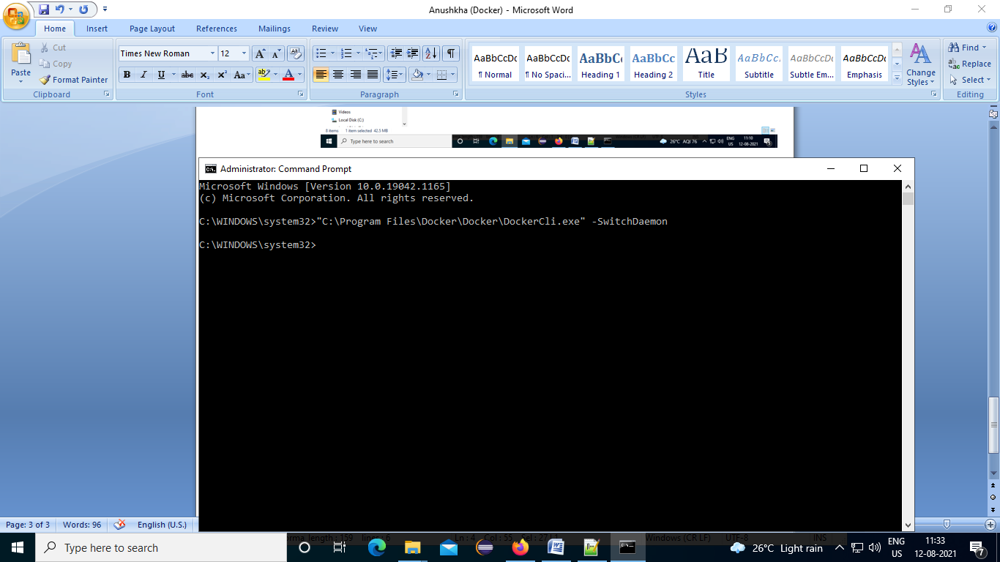 Anushkha (Docker) - Microsoft Word
Home Insert Page Layout References Mailings Review View
Paste
Cut
Copy
Format Painter
Clipboard
Times New Roman 12
B I U abc x₂ x² Aa
Font
Paragraph
AaBbCcDc AaBbCcDc AaBbC AaBbCc AaB AaBbCc. AaBbCcDc AaBbCcDc
¶ Normal ¶ No Spaci... Heading 1 Heading 2 Title Subtitle Subtle Em... Emphasis
Change
Styles
Styles
Find
Replace
Select
Editing
Videos
Local Disk (C:)
8 items 1 item selected 42.5 MB
Type here to search
26°C AQI 76
ENG
US
11:10
12-08-2021
Administrator: Command Prompt
Microsoft Windows [Version 10.0.19042.1165]
(c) Microsoft Corporation. All rights reserved.
C:\WINDOWS\system32>"C:\Program Files\Docker\Docker\DockerCli.exe" -SwitchDaemon
C:\WINDOWS\system32>
Page: 3 of 3 Words: 96 English (U.S.)
length : 159 lines : 6 Ln : 4 Col : 55 Sel : 27 | 1 Windows (CR LF) UTF-8 INS
Type here to search
26°C Light rain
ENG
US
11:33
12-08-2021
7